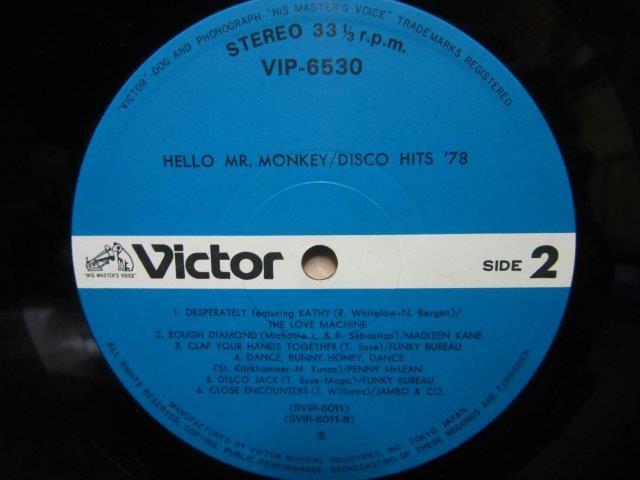 "VICTOR" DOG AND PHONOGRAPH-"HIS MASTER'S VOICE" TRADEMARKS REGISTERED.
STEREO 33 ⅓ r.p.m.
VIP-6530
HELLO MR. MONKEY/DISCO HITS '78
"HIS MASTER'S VOICE"
Victor
SIDE 2
1. DESPERATELY featuring KATHY (R. Whitelaw-N. Bergen)/
THE LOVE MACHINE
2. ROUGH DIAMOND (Michaele L. & P. Sebastian)/MADLEEN KANE
3. CLAP YOUR HANDS TOGETHER (T. Suse)/FUNKY BUREAU
4. DANCE, BUNNY HONEY, DANCE
(St. Klinkhammer-M. Kunze)/PENNY McLEAN
5. DISCO JACK (T. Suse-Magic)/FUNKY BUREAU
6. CLOSE ENCOUNTERS (J. Williams)/JAMBO & CO.
(SVIR-6011)
(SVIR-6011-B)
Ⓟ
MANUFACTURED BY VICTOR MUSICAL INDUSTRIES, INC. TOKYO, JAPAN.
ALL RIGHTS RESERVED, COPYING, PUBLIC-PERFORMANCE, BROADCASTING OF THESE RECORDS ARE FORBIDDEN.